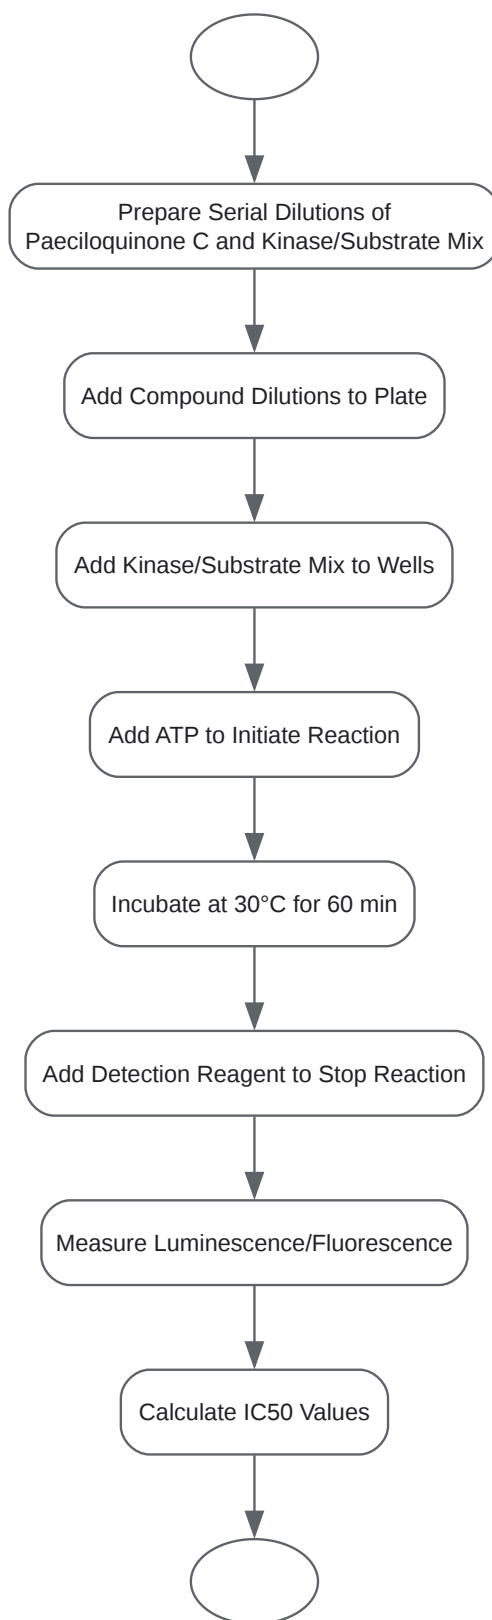 Prepare Serial Dilutions of
Paeciloquinone C and Kinase/Substrate Mix
Add Compound Dilutions to Plate
Add Kinase/Substrate Mix to Wells
Add ATP to Initiate Reaction
Incubate at 30°C for 60 min
Add Detection Reagent to Stop Reaction
Measure Luminescence/Fluorescence
Calculate IC50 Values